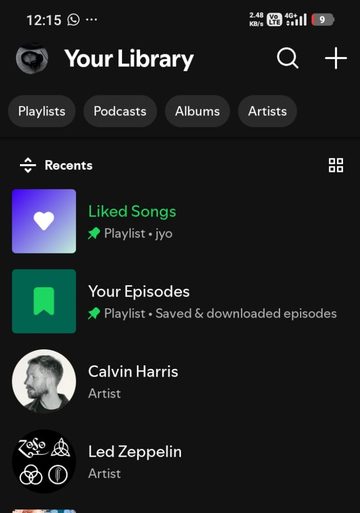 12:15 ...
2.48 KB/s Vo LTE 4G+ 9
Your Library
Playlists Podcasts Albums Artists
Recents
Liked Songs
Playlist • jyo
Your Episodes
Playlist • Saved & downloaded episodes
Calvin Harris
Artist
ZoSo
Led Zeppelin
Artist